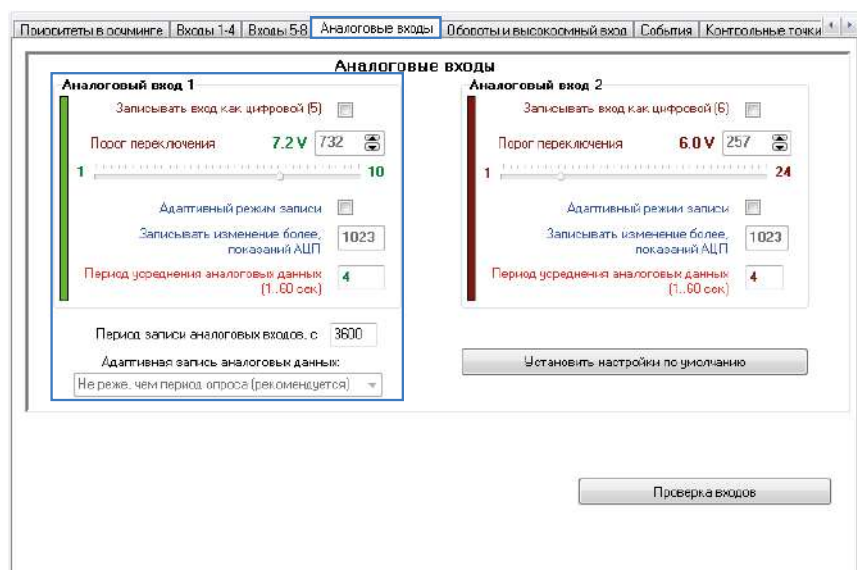 Приоритеты в роуминге Входы 1-4 Входы 5-8 Аналоговые входы Обороты и высокоомный вход События Контрольные точки
Аналоговые входы
Аналоговый вход 1
Записывать вход как цифровой (5)
Порог переключения 7.2 V 732
1 10
Адаптивный режим записи
Записывать изменение более, показаний АЦП 1023
Период усреднения аналоговых данных (1..60 сек) 4
Период записи аналоговых входов, с 3600
Адаптивная запись аналоговых данных:
Не реже, чем период опроса (рекомендуется)
Аналоговый вход 2
Записывать вход как цифровой (6)
Порог переключения 6.0 V 257
1 24
Адаптивный режим записи
Записывать изменение более, показаний АЦП 1023
Период усреднения аналоговых данных (1..60 сек) 4
Установить настройки по умолчанию
Проверка входов